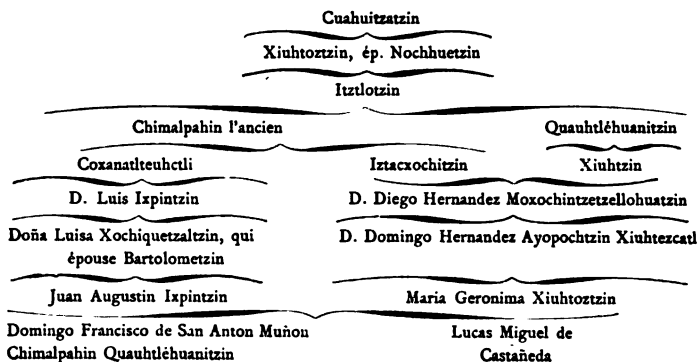 Cuahuitzatzin
Xiuhtoztzin, ép. Nochhuetzin
Itztlotzin
Chimalpahin l'ancien Quauhtléhuanitzin
Coxanatlteuhctli Iztacxochitzin Xiuhtzin
D. Luis Ixpintzin D. Diego Hernandez Moxochintzetzellohuatzin
Doña Luisa Xochiquetzaltzin, qui D. Domingo Hernandez Ayopochtzin Xiuhtezcatl
épouse Bartolometzin
Juan Augustin Ixpintzin Maria Geronima Xiuhtoztzin
Domingo Francisco de San Anton Muñon Lucas Miguel de
Chimalpahin Quauhtléhuanitzin Castañeda